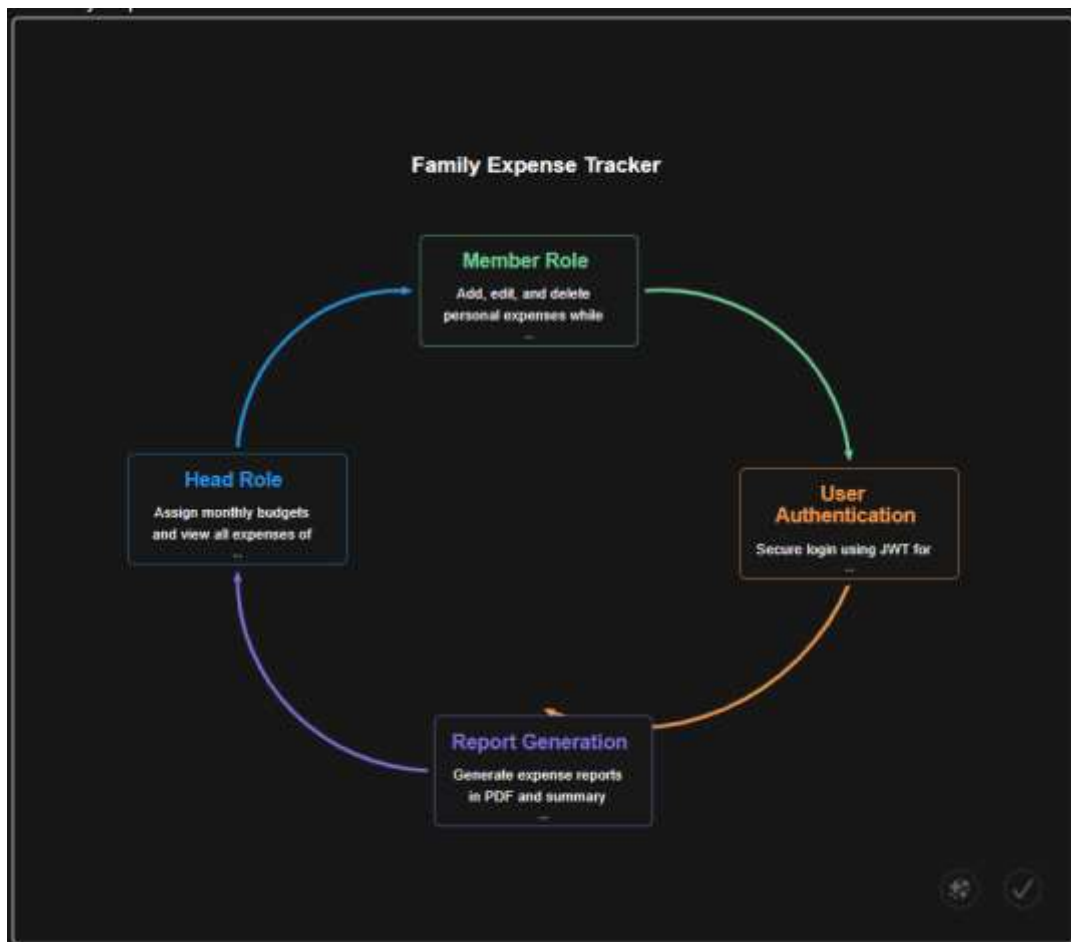 Family Expense Tracker
Member Role
Add, edit, and delete
personal expenses while
...
Head Role
Assign monthly budgets
and view all expenses of
...
User
Authentication
Secure login using JWT for
...
Report Generation
Generate expense reports
in PDF and summary
...